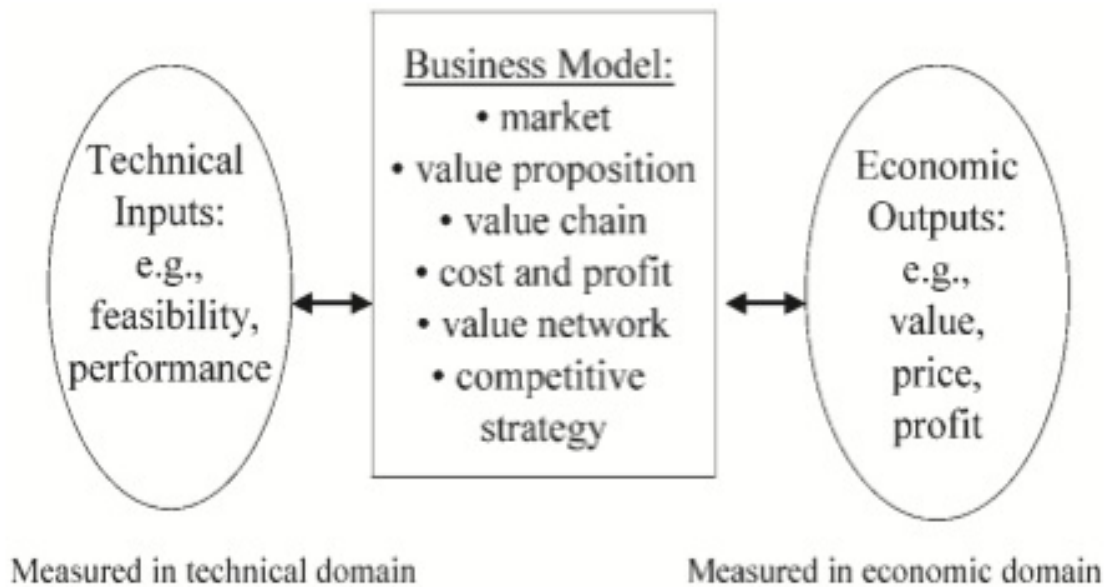 Technical
Inputs:
e.g.,
feasibility,
performance
Business Model:
• market
• value proposition
• value chain
• cost and profit
• value network
• competitive
strategy
Economic
Outputs:
e.g.,
value,
price,
profit
Measured in technical domain
Measured in economic domain